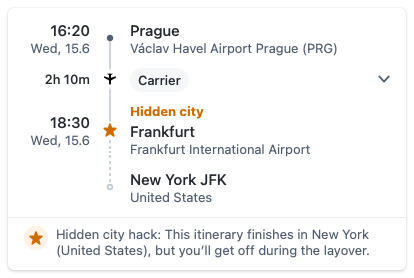 16:20 Prague
Wed, 15.6 Václav Havel Airport Prague (PRG)
2h 10m Carrier
Hidden city
18:30 Frankfurt
Wed, 15.6 Frankfurt International Airport
New York JFK
United States
Hidden city hack: This itinerary finishes in New York
(United States), but you’ll get off during the layover.